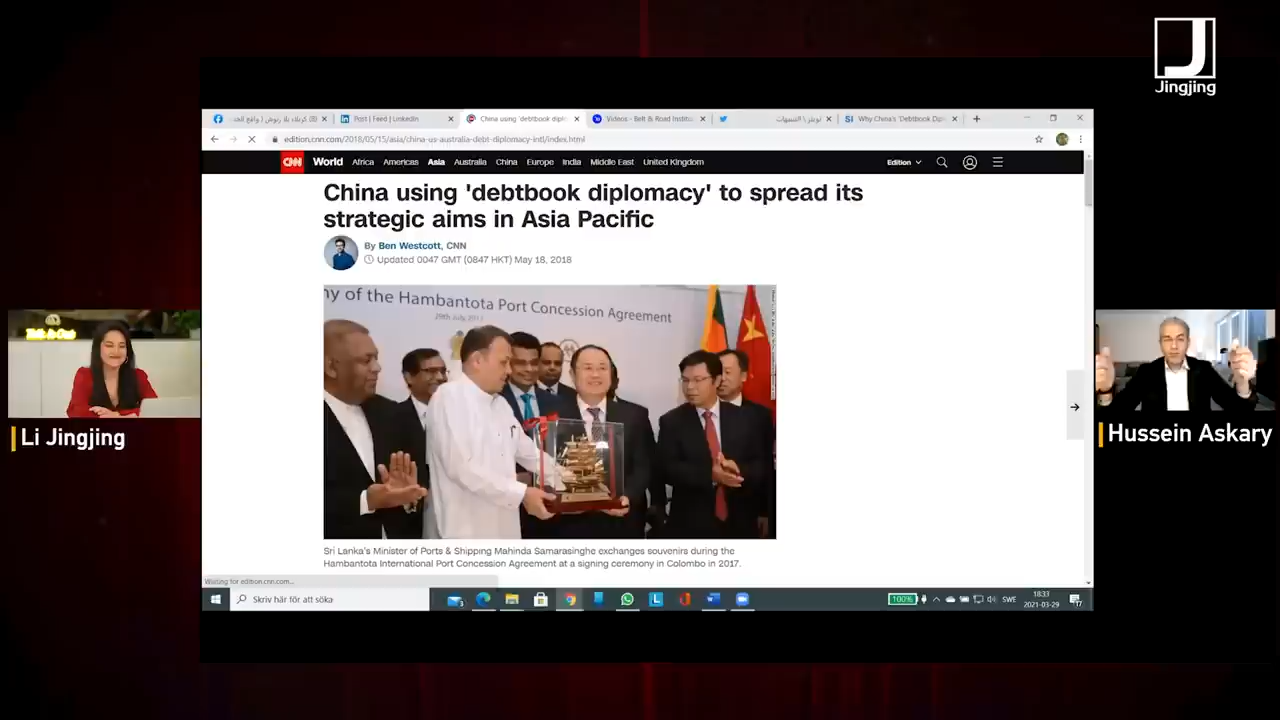 Jingjing
Post | Feed | LinkedIn
China using 'debtbook diplom
Videos - Belt & Road Institu
Why China's 'Debtbook Dipl
edition.cnn.com/2018/05/15/asia/china-us-australia-debt-diplomacy-intl/index.html
CNN World Africa Americas Asia Australia China Europe India Middle East United Kingdom Edition
China using 'debtbook diplomacy' to spread its
strategic aims in Asia Pacific
By Ben Westcott, CNN
Updated 0047 GMT (0847 HKT) May 18, 2018
ny of the Hambantota Port Concession Agreement
Sri Lanka's Minister of Ports & Shipping Mahinda Samarasinghe exchanges souvenirs during the
Hambantota International Port Concession Agreement at a signing ceremony in Colombo in 2017.
Li Jingjing
Hussein Askary
Waiting for edition.cnn.com...
Skriv här för att söka
100%
SWE
18:33
2021-03-29